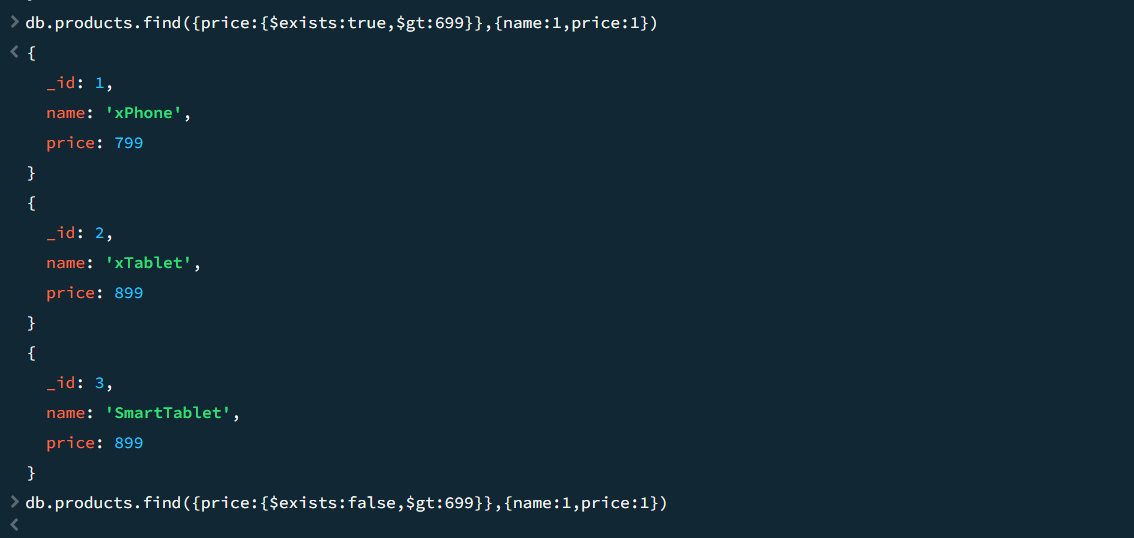 > db.products.find({price:{$exists:true,$gt:699}},{name:1,price:1})
< {
_id: 1,
name: 'xPhone',
price: 799
}
{
_id: 2,
name: 'xTablet',
price: 899
}
{
_id: 3,
name: 'SmartTablet',
price: 899
}
> db.products.find({price:{$exists:false,$gt:699}},{name:1,price:1})
<